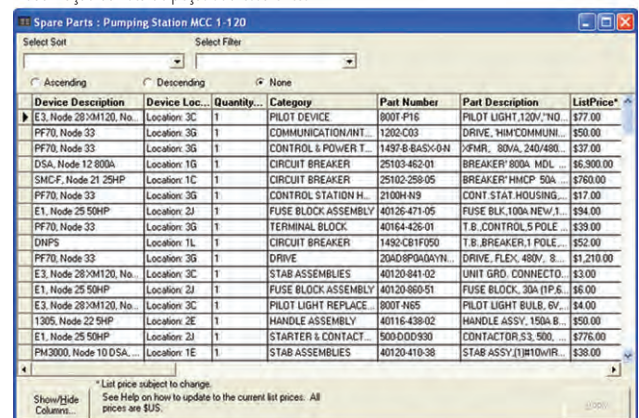 Spare Parts : Pumping Station MCC 1-120
Select Sort Select Filter
Ascending Descending None
Device Description Device Loc... Quantity... Category Part Number Part Description ListPrice*
E3, Node 28 XM120, No... Location: 3C 1 PILOT DEVICE 800T-P16 PILOT LIGHT,120V,"NO... $77.00
PF70, Node 33 Location: 3G 1 COMMUNICATION/INT... 1202-C03 DRIVE, 'HIM'COMMUNI... $50.00
PF70, Node 33 Location: 3G 1 CONTROL & POWER T... 1497-B-BASX-0-N XFMR, 80VA, 240/480... $37.00
DSA, Node 12 800A Location: 1G 1 CIRCUIT BREAKER 25103-462-01 BREAKER' 800A MDL ... $6,900.00
SMC-F, Node 21 25HP Location: 1C 1 CIRCUIT BREAKER 25102-258-05 BREAKER' HMCP 50A ... $760.00
PF70, Node 33 Location: 3G 1 CONTROL STATION H... 2100H-N9 CONT.STAT.HOUSING,... $17.00
E1, Node 25 50HP Location: 2J 1 FUSE BLOCK ASSEMBLY 40126-471-05 FUSE BLK,100A NEW,1... $94.00
PF70, Node 33 Location: 3G 1 TERMINAL BLOCK 40164-426-01 T.B.,CONTROL,5 POLE ... $39.00
DNPS Location: 1L 1 CIRCUIT BREAKER 1492-CB1F050 T.B.,BREAKER,1 POLE,... $52.00
PF70, Node 33 Location: 3G 1 DRIVE 20AD8P0A0AYN... DRIVE, FLEX, 480V, 8.... $1,210.00
E3, Node 28 XM120, No... Location: 3C 1 STAB ASSEMBLIES 40120-841-02 UNIT GRD. CONNECTO... $3.00
E1, Node 25 50HP Location: 2J 1 FUSE BLOCK ASSEMBLY 40120-860-51 FUSE BLOCK, 30A (1P,6... $6.00
E3, Node 28 XM120, No... Location: 3C 1 PILOT LIGHT REPLACE... 800T-N65 PILOT LIGHT BULB, 6V,... $4.00
1305, Node 22 5HP Location: 2E 1 HANDLE ASSEMBLY 40116-438-02 HANDLE ASSY, 150A B... $50.00
E1, Node 25 50HP Location: 2J 1 STARTER & CONTACT... 500-DOD930 CONTACTOR,S3, 500, ... $776.00
PM3000, Node 10 DSA, ... Location: 1E 1 STAB ASSEMBLIES 40120-410-38 STAB ASSY,(1)#10WIR... $38.00
* List price subject to change.
Show/Hide See Help on how to update to the current list prices. All
Columns... prices are $US.